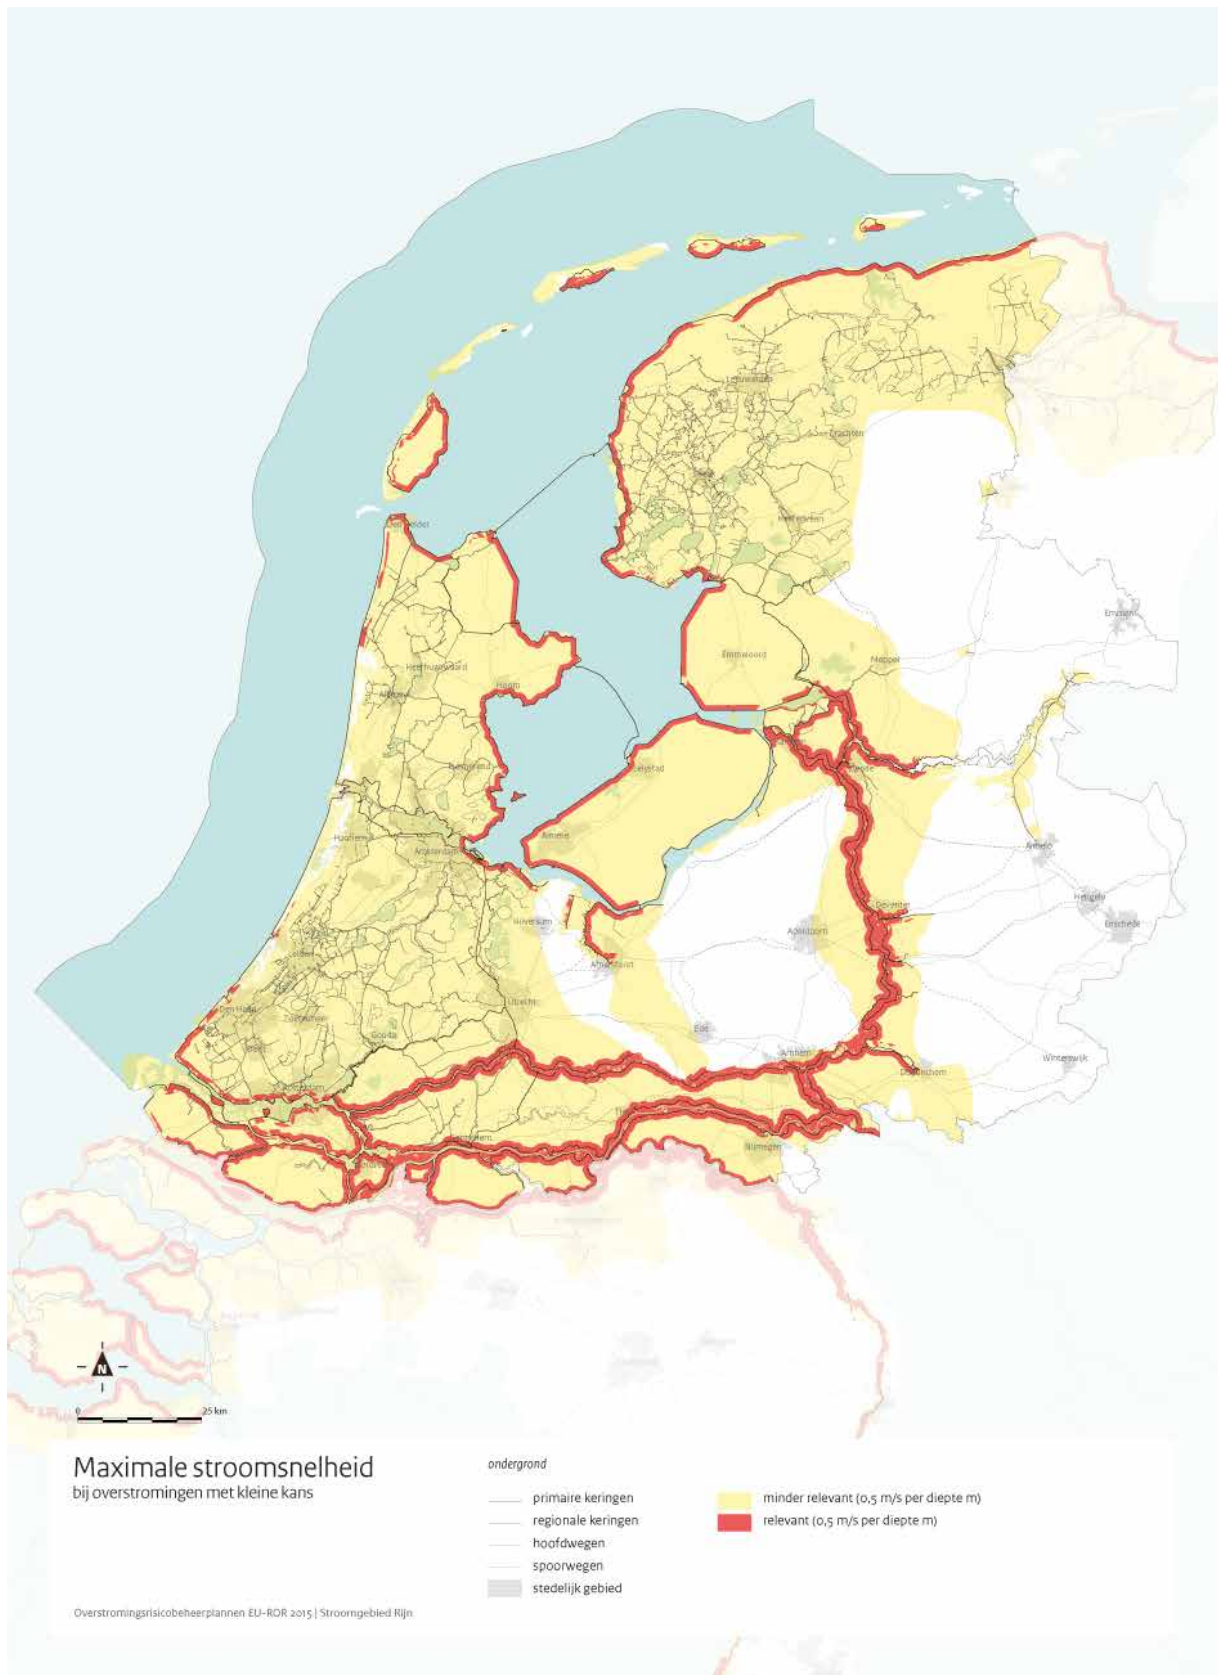 Leeuwarden
Drachten
Den Helder
Heerenveen
Emmen
Emmeloord
Meppel
Heerhugowaard
Alkmaar
Hoorn
Purmerend
Lelystad
Zwolle
Haarlem
Almere
Amsterdam
Almelo
Hilversum
Deventer
Hengelo
Enschede
Apeldoorn
Amersfoort
Leiden
Utrecht
Den Haag
Zoetermeer
Gouda
Delft
Ede
Arnhem
Doetinchem
Winterswijk
Rotterdam
Gorinchem
Nijmegen
N
0 25 km
Maximale stroomsnelheid
bij overstromingen met kleine kans
ondergrond
primaire keringen
regionale keringen
hoofdwegen
spoorwegen
stedelijk gebied
minder relevant (0,5 m/s per diepte m)
relevant (0,5 m/s per diepte m)
Overstromingsrisicobeheerplannen EU-ROR 2015 | Stroomgebied Rijn